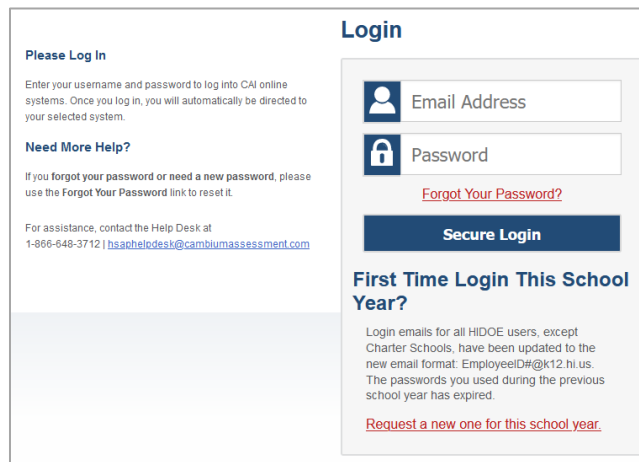 Please Log In
Enter your username and password to log into CAI online
systems. Once you log in, you will automatically be directed to
your selected system.
Need More Help?
If you forgot your password or need a new password, please
use the Forgot Your Password link to reset it.
For assistance, contact the Help Desk at
1-866-648-3712 | hsaphelpdesk@cambiumassessment.com
Login
Email Address
Password
Forgot Your Password?
Secure Login
First Time Login This School
Year?
Login emails for all HIDOE users, except
Charter Schools, have been updated to the
new email format: EmployeeID#@k12.hi.us.
The passwords you used during the previous
school year has expired.
Request a new one for this school year.